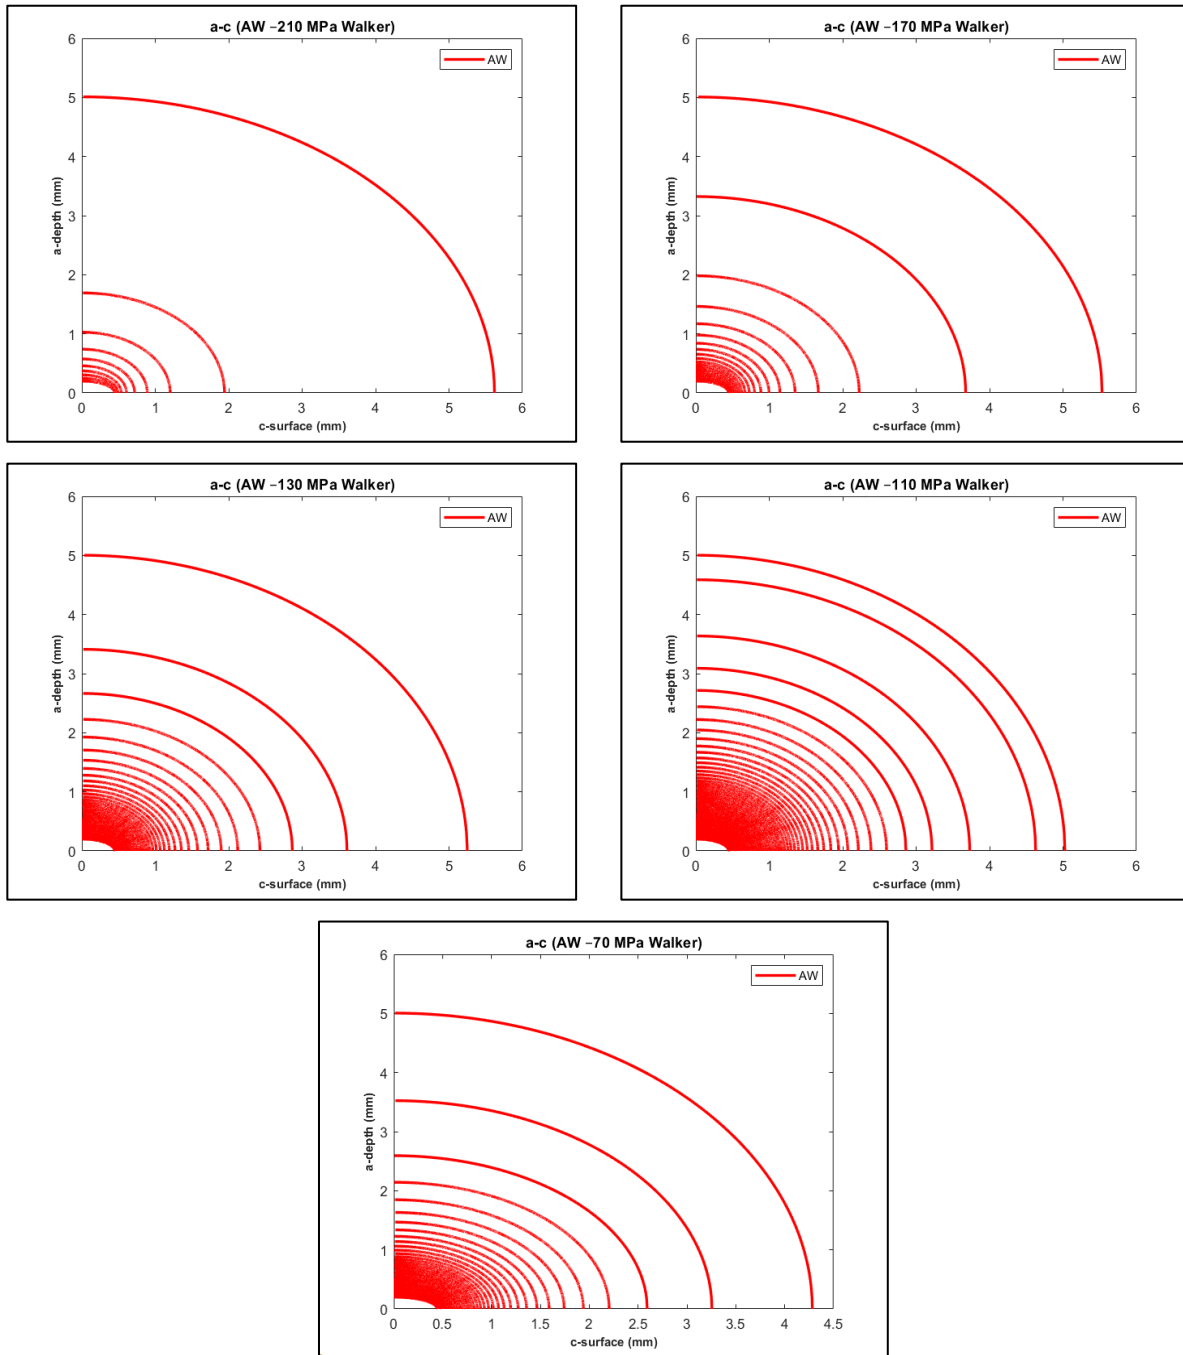 a-c (AW –210 MPa Walker)
6
5
4
3
2
1
0
a-depth (mm)
AW
0 1 2 3 4 5 6
c-surface (mm)
a-c (AW –170 MPa Walker)
6
5
4
3
2
1
0
a-depth (mm)
AW
0 1 2 3 4 5 6
c-surface (mm)
a-c (AW –130 MPa Walker)
6
5
4
3
2
1
0
a-depth (mm)
AW
0 1 2 3 4 5 6
c-surface (mm)
a-c (AW –110 MPa Walker)
6
5
4
3
2
1
0
a-depth (mm)
AW
0 1 2 3 4 5 6
c-surface (mm)
a-c (AW –70 MPa Walker)
6
5
4
3
2
1
0
a-depth (mm)
AW
0 0.5 1 1.5 2 2.5 3 3.5 4 4.5
c-surface (mm)